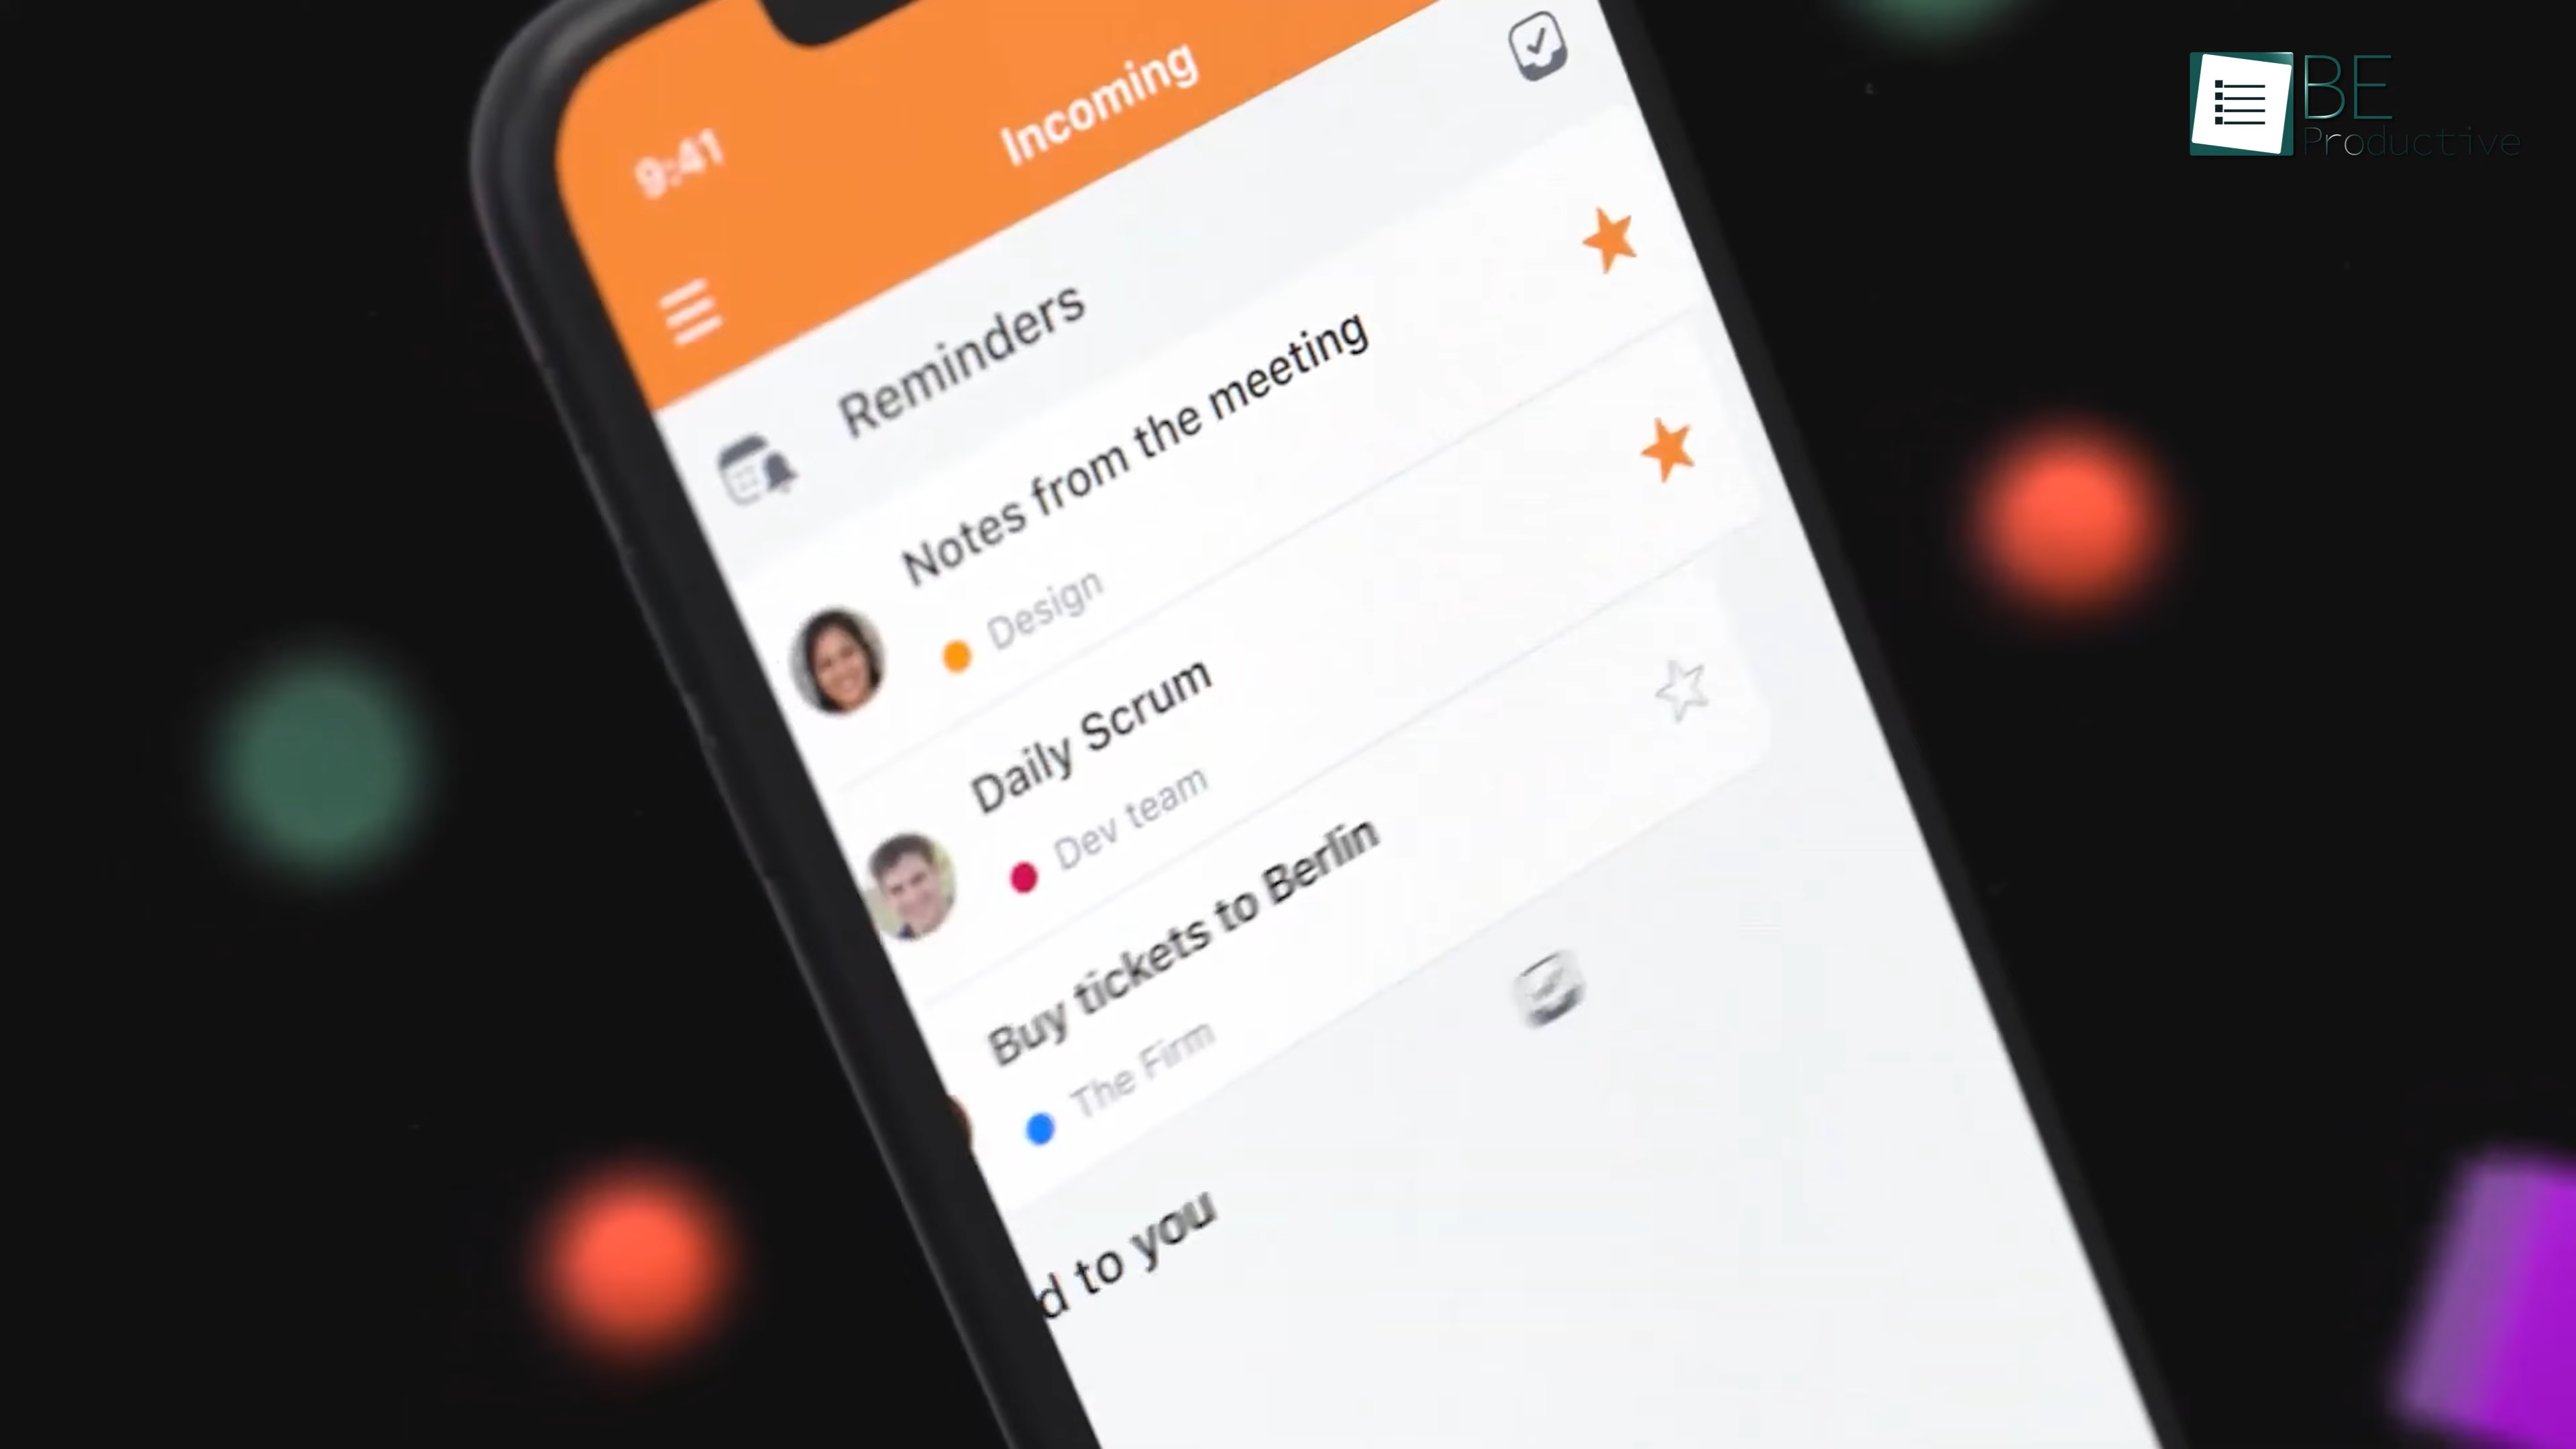 BE
Productive
9:41
Incoming
Reminders
Notes from the meeting
Design
Daily Scrum
Dev team
Buy tickets to Berlin
The Firm
d to you